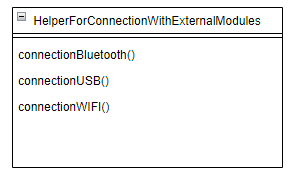 HelperForConnectionWithExternalModules
connectionBluetooth()
connectionUSB()
connectionWIFI()